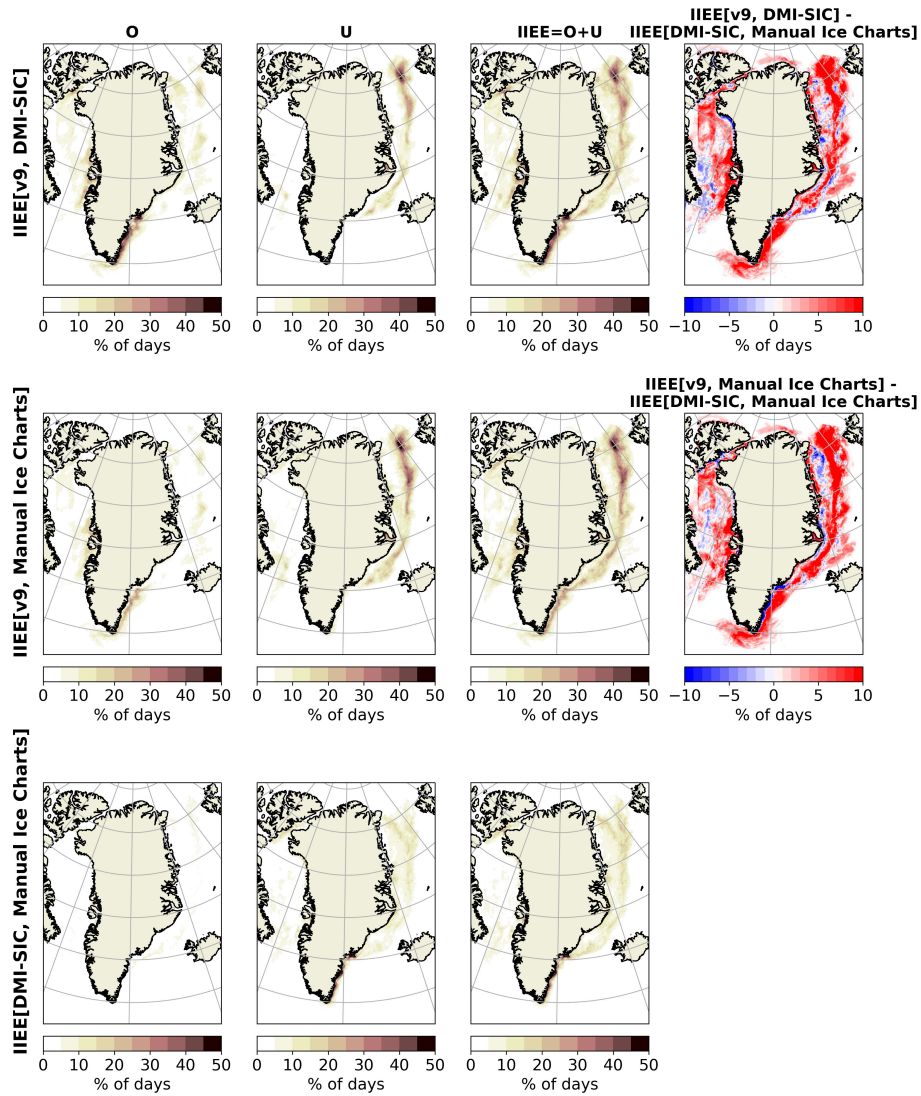 O
U
IIEE=O+U
IIEE[v9, DMI-SIC] -
IIEE[DMI-SIC, Manual Ice Charts]
IIEE[v9, DMI-SIC]
0 10 20 30 40 50
% of days
0 10 20 30 40 50
% of days
0 10 20 30 40 50
% of days
−10 −5 0 5 10
% of days
IIEE[v9, Manual Ice Charts] -
IIEE[DMI-SIC, Manual Ice Charts]
IIEE[v9, Manual Ice Charts]
0 10 20 30 40 50
% of days
0 10 20 30 40 50
% of days
0 10 20 30 40 50
% of days
−10 −5 0 5 10
% of days
IIEE[DMI-SIC, Manual Ice Charts]
0 10 20 30 40 50
% of days
0 10 20 30 40 50
% of days
0 10 20 30 40 50
% of days